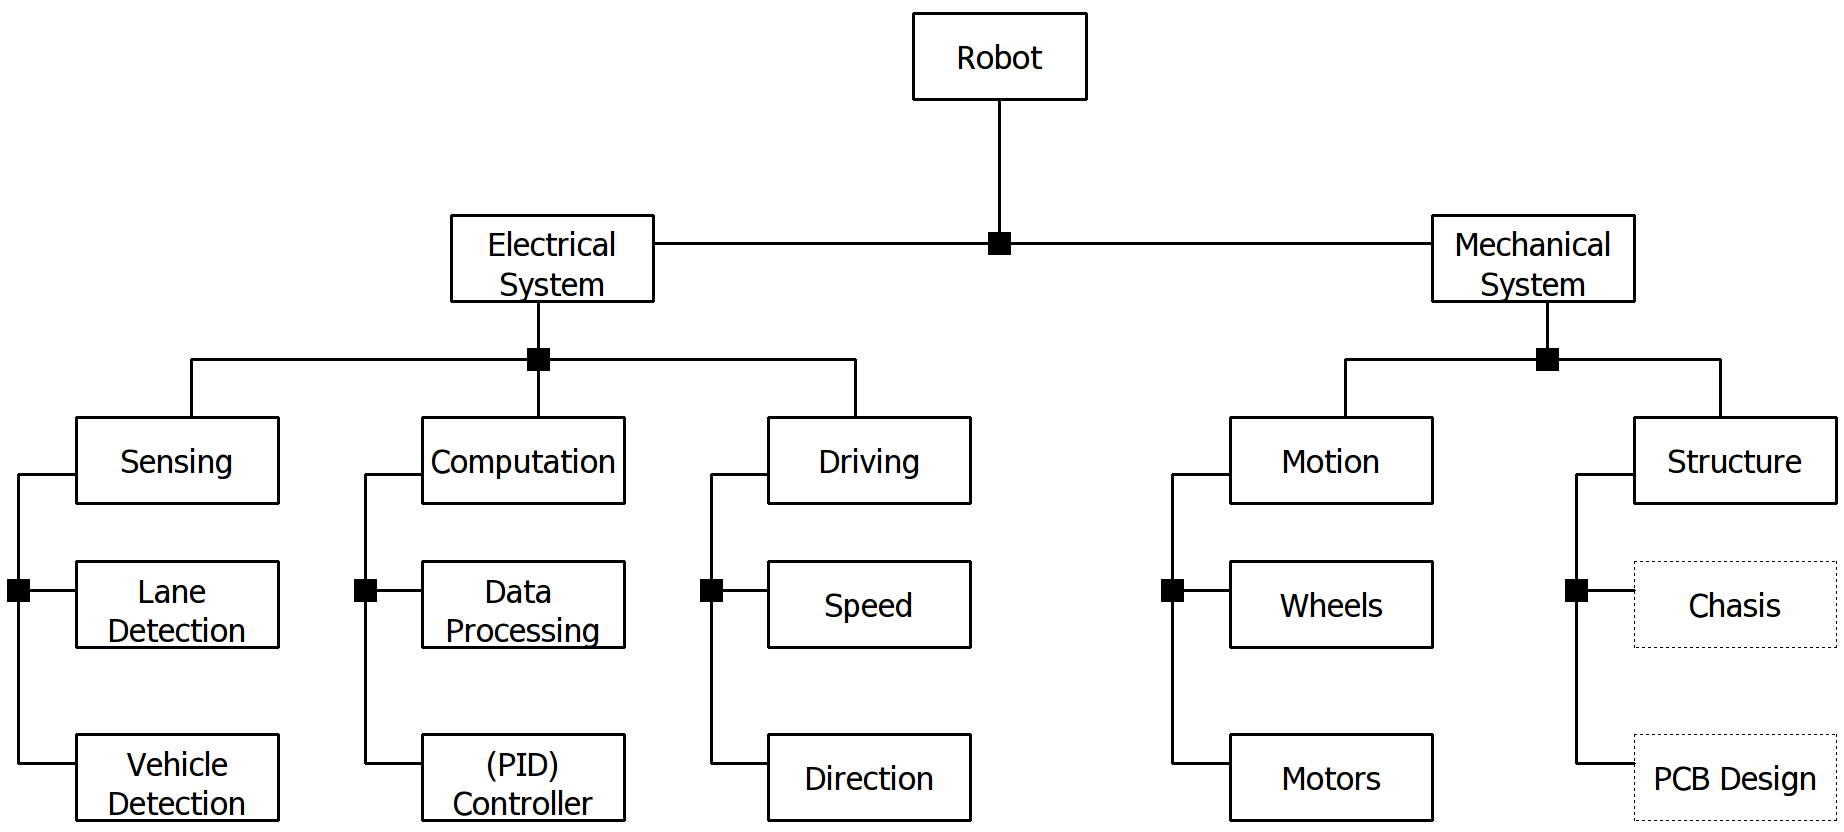 Robot
Electrical
System
Mechanical
System
Sensing
Computation
Driving
Motion
Structure
Lane
Detection
Data
Processing
Speed
Wheels
Chasis
Vehicle
Detection
(PID)
Controller
Direction
Motors
PCB Design